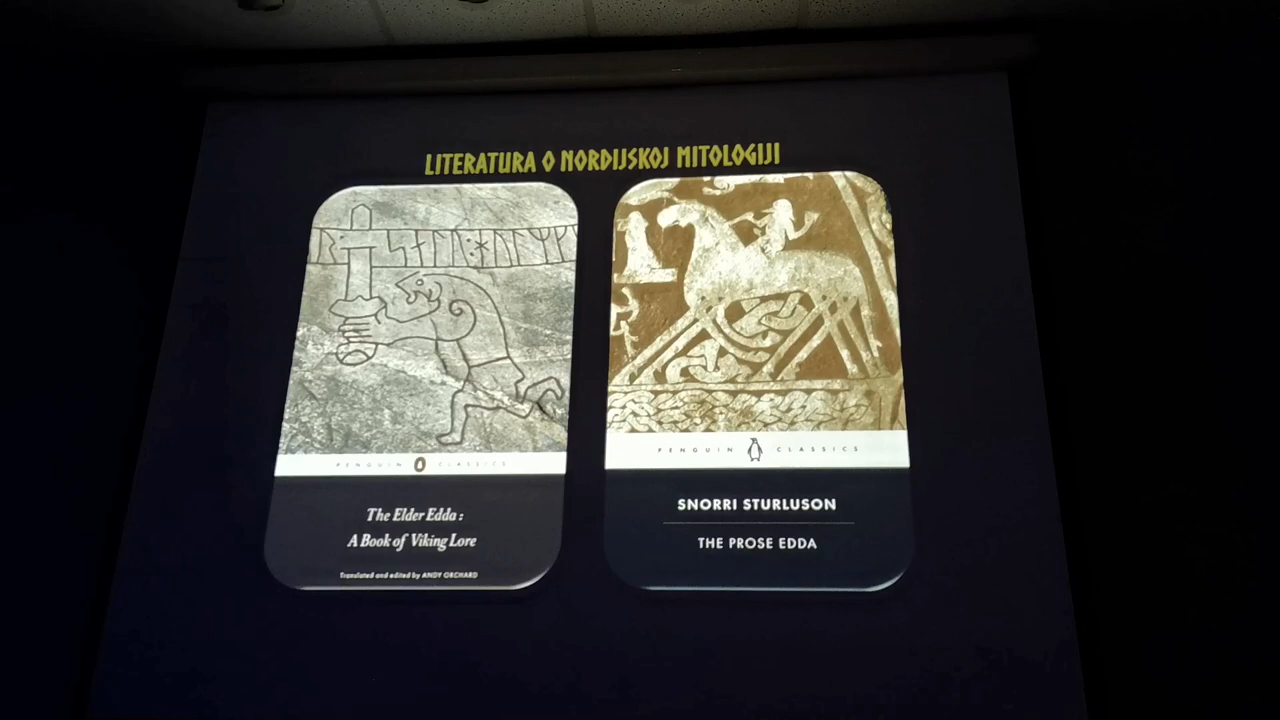 LITERATURA O NORDIJSKOJ MITOLOGIJI
PENGUIN CLASSICS
The Elder Edda :
A Book of Viking Lore
Translated and edited by ANDY ORCHARD
PENGUIN CLASSICS
SNORRI STURLUSON
THE PROSE EDDA